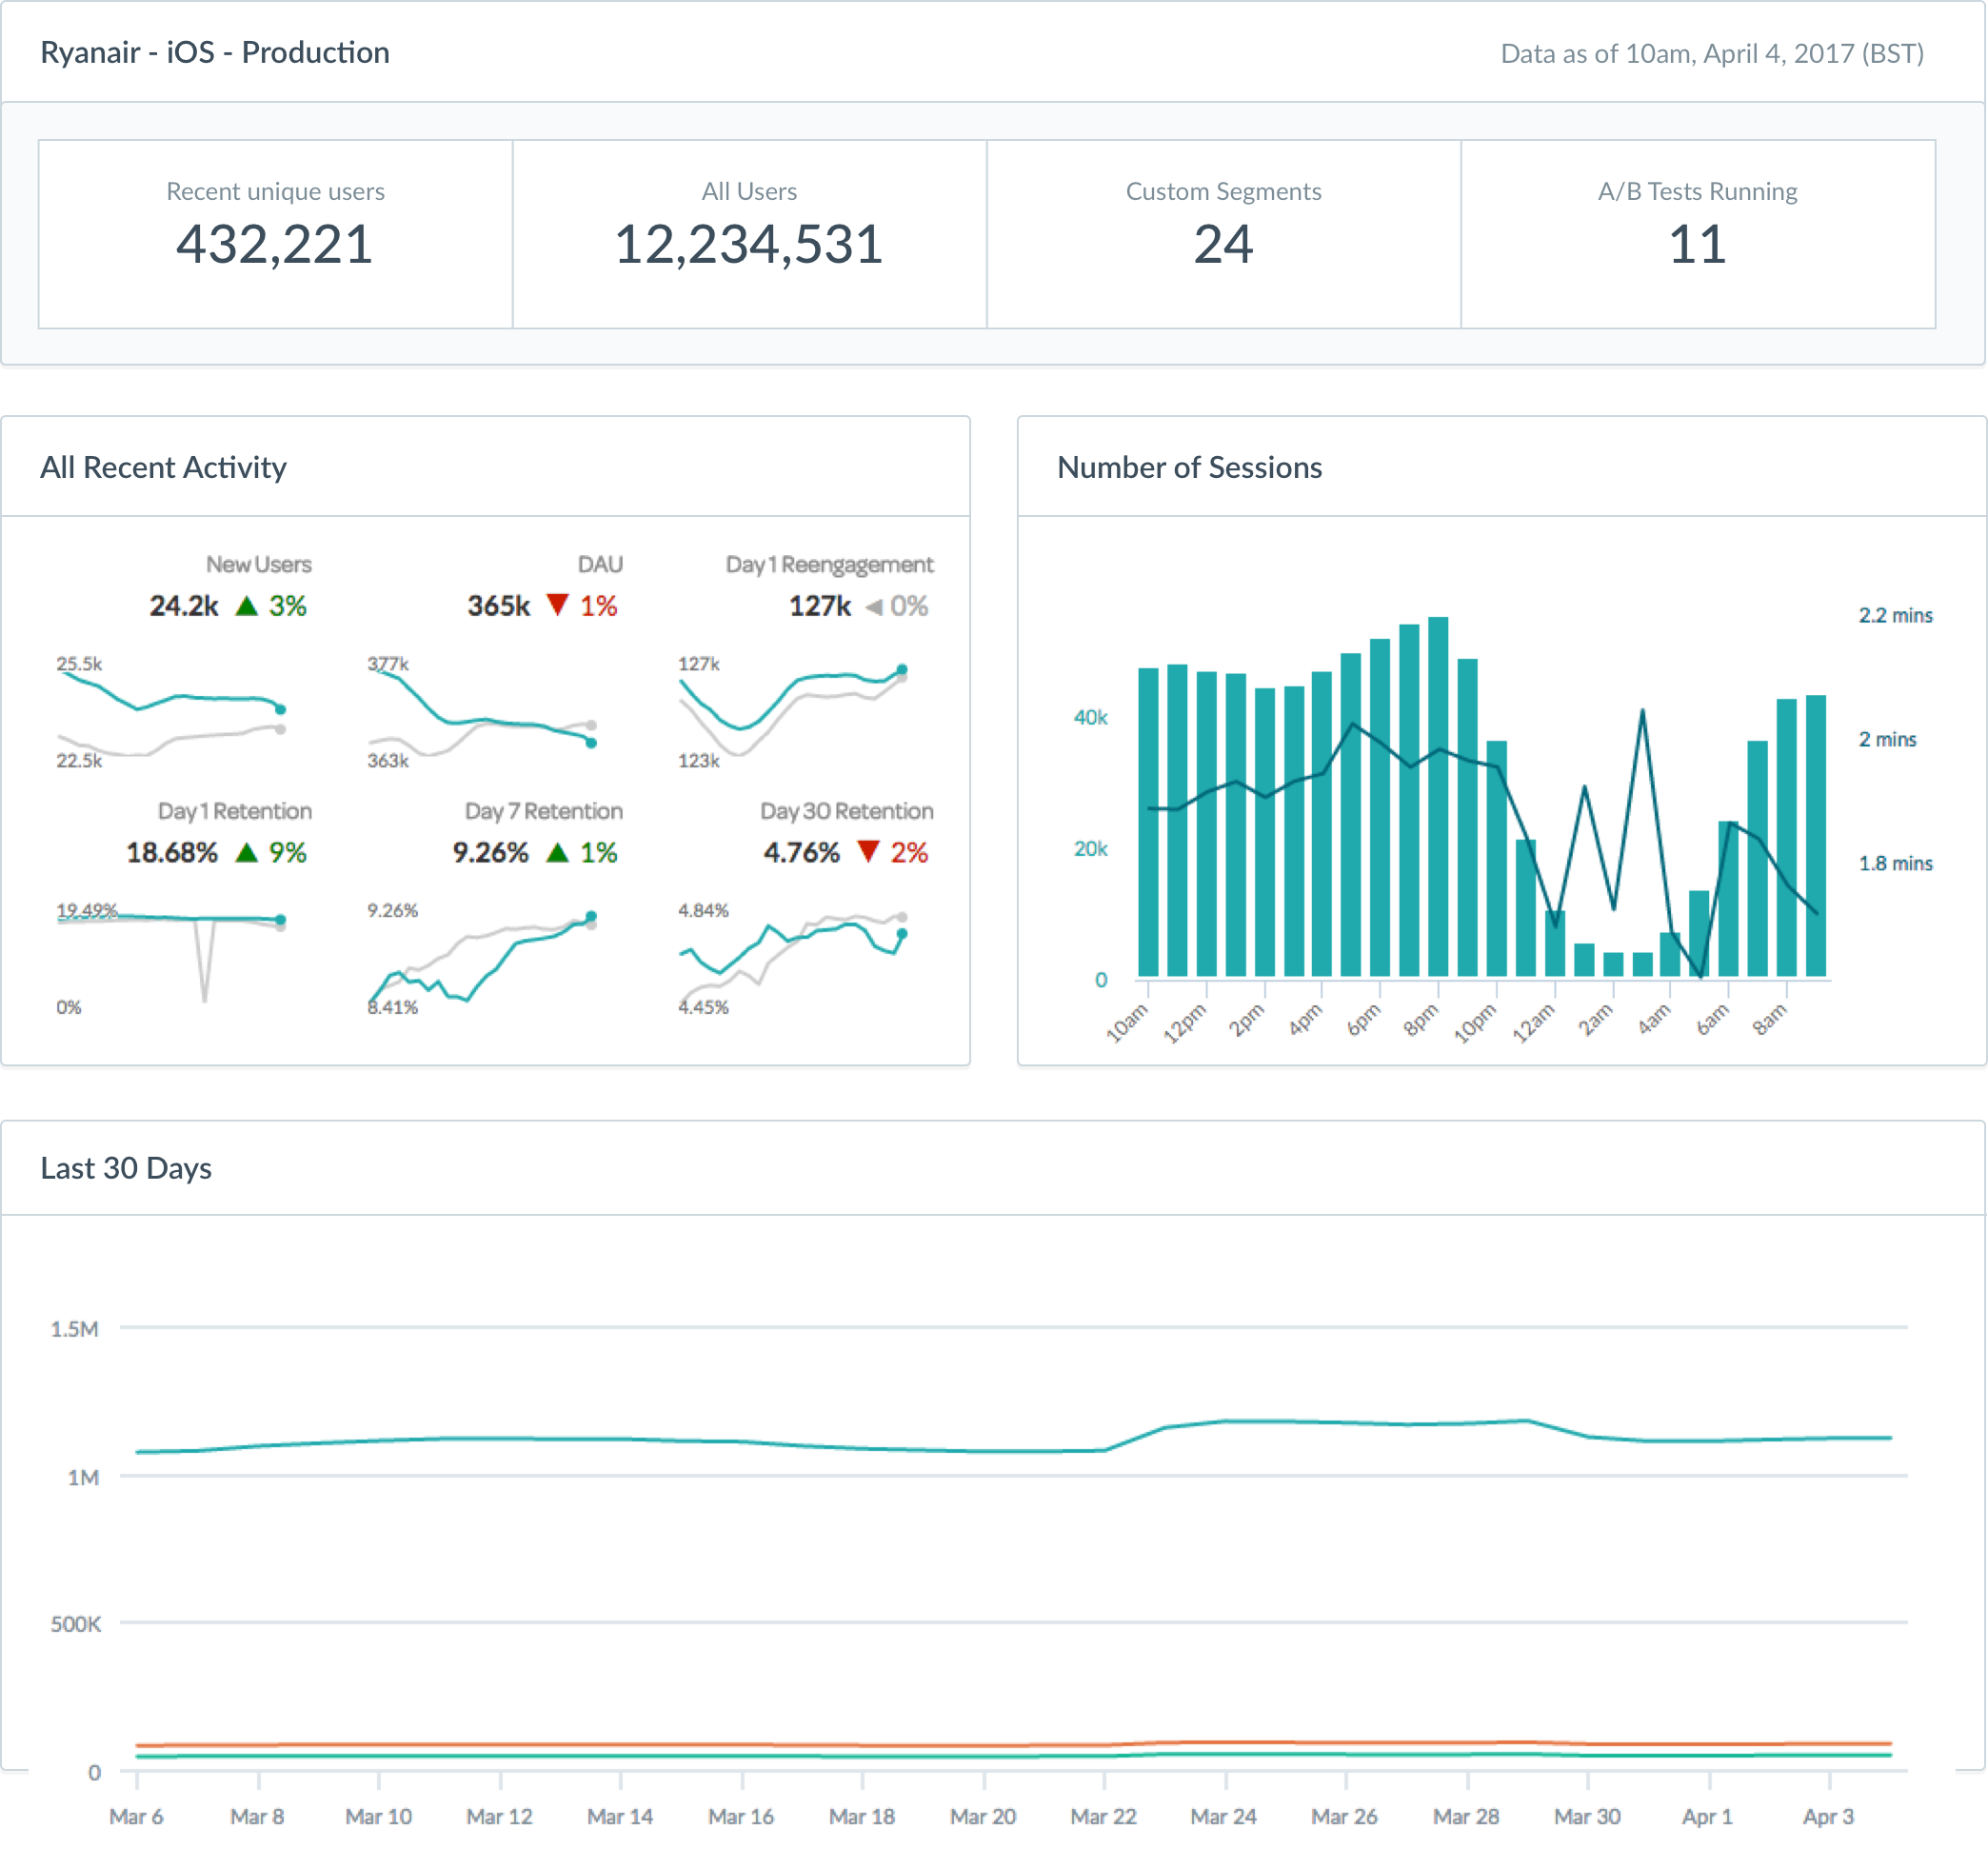 Ryanair - iOS - Production
Data as of 10am, April 4, 2017 (BST)
Recent unique users
432,221
All Users
12,234,531
Custom Segments
24
A/B Tests Running
11
All Recent Activity
New Users
24.2k ▲ 3%
25.5k
22.5k
DAU
365k ▼ 1%
377k
363k
Day 1 Reengagement
127k ◀ 0%
127k
123k
Day 1 Retention
18.68% ▲ 9%
19.49%
0%
Day 7 Retention
9.26% ▲ 1%
9.26%
8.41%
Day 30 Retention
4.76% ▼ 2%
4.84%
4.45%
Number of Sessions
40k
20k
0
2.2 mins
2 mins
1.8 mins
10am 12pm 2pm 4pm 6pm 8pm 10pm 12am 2am 4am 6am 8am
Last 30 Days
1.5M
1M
500K
0
Mar 6 Mar 8 Mar 10 Mar 12 Mar 14 Mar 16 Mar 18 Mar 20 Mar 22 Mar 24 Mar 26 Mar 28 Mar 30 Apr 1 Apr 3